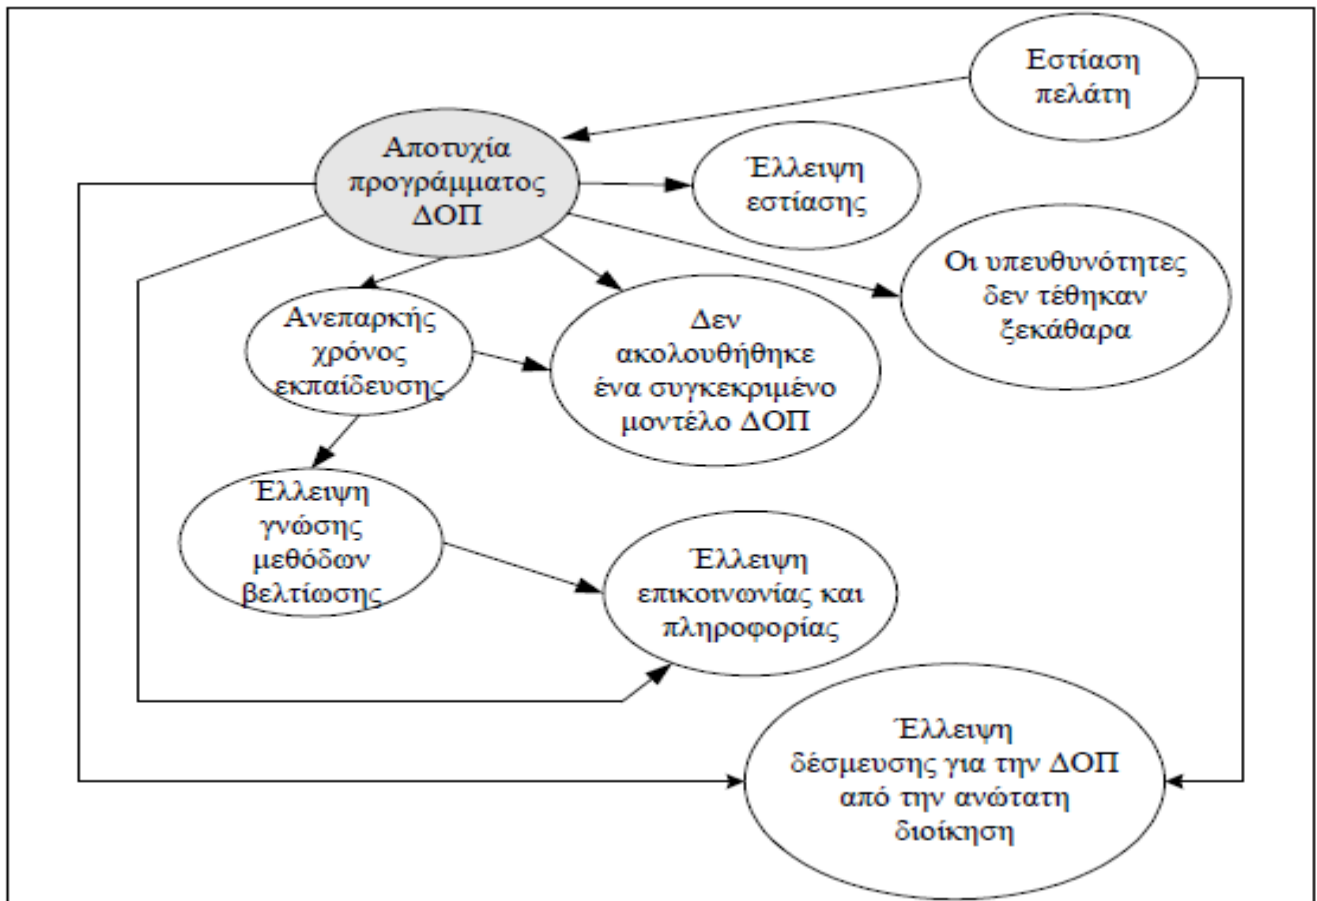 Εστίαση
πελάτη
Αποτυχία
προγράμματος
ΔΟΠ
Έλλειψη
εστίασης
Οι υπευθυνότητες
δεν τέθηκαν
ξεκάθαρα
Ανεπαρκής
χρόνος
εκπαίδευσης
Δεν
ακολουθήθηκε
ένα συγκεκριμένο
μοντέλο ΔΟΠ
Έλλειψη
γνώσης
μεθόδων
βελτίωσης
Έλλειψη
επικοινωνίας και
πληροφορίας
Έλλειψη
δέσμευσης για την ΔΟΠ
από την ανώτατη
διοίκηση